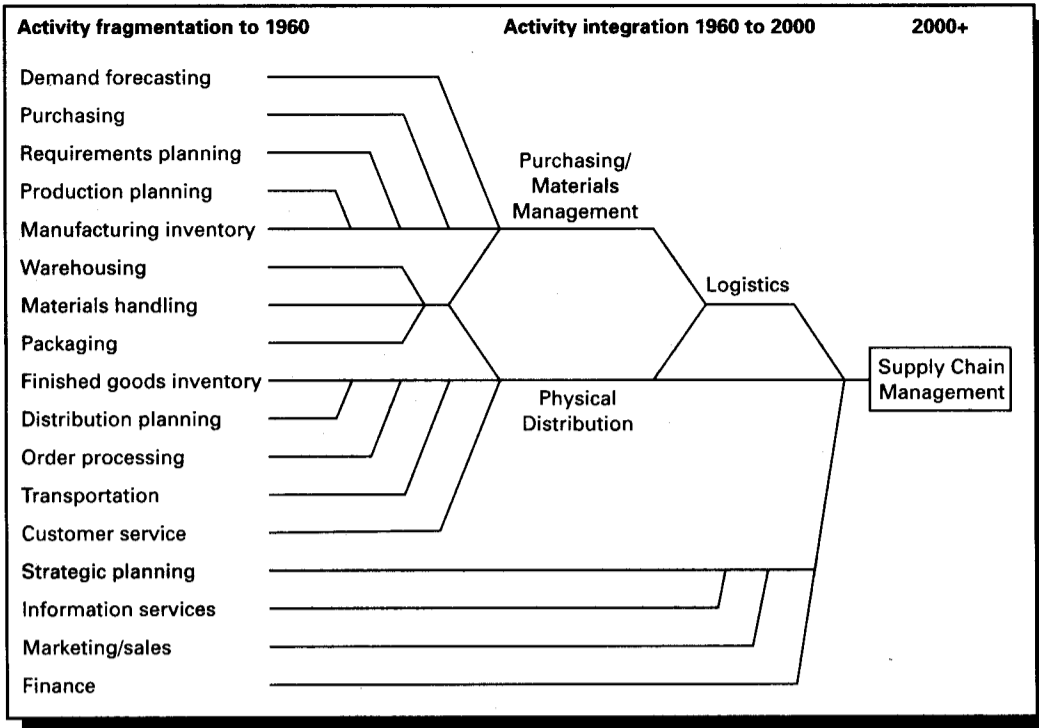 Activity fragmentation to 1960
Activity integration 1960 to 2000
2000+
Demand forecasting
Purchasing
Requirements planning
Production planning
Manufacturing inventory
Warehousing
Materials handling
Packaging
Finished goods inventory
Distribution planning
Order processing
Transportation
Customer service
Strategic planning
Information services
Marketing/sales
Finance
Purchasing/
Materials
Management
Physical
Distribution
Logistics
Supply Chain
Management